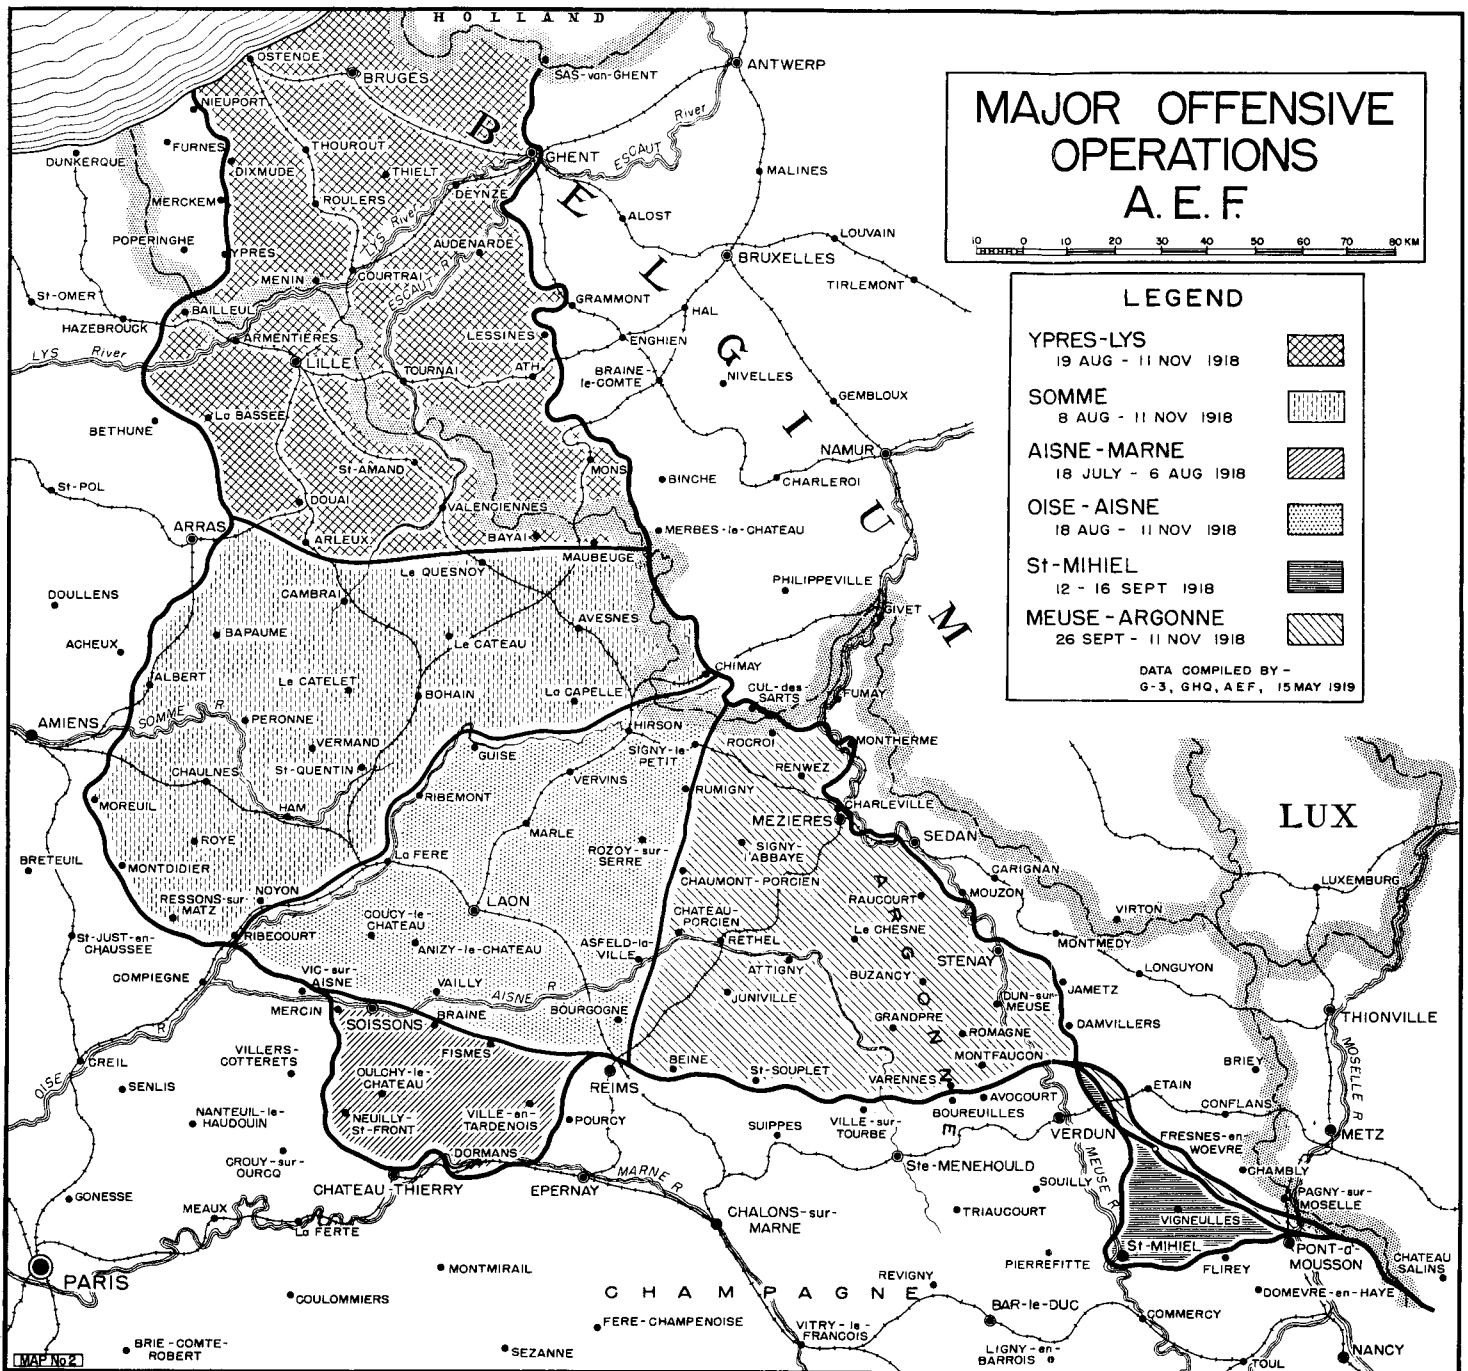 HOLLAND
OSTENDE
BRUGES
SAS-van-GHENT
ANTWERP
NIEUPORT
FURNES
THOUROUT
GHENT
ESCAUT River
DUNKERQUE
DIXMUDE
THIELT
DEYNZE
MALINES
MERCKEM
ROULERS
LYS River
ALOST
POPERINGHE
YPRES
AUDENARDE
LOUVAIN
BRUXELLES
MENIN
COURTRAI
ESCAUT R
TIRLEMONT
St-OMER
HAZEBROUCK
BAILLEUL
GRAMMONT
HAL
ARMENTIÈRES
LESSINES
ENGHIEN
LYS River
LILLE
TOURNAI
ATH
BRAINE-
le-COMTE
NIVELLES
GEMBLOUX
BETHUNE
La BASSEE
BELGIUM
NAMUR
St-AMAND
MONS
BINCHE
CHARLEROI
St-POL
DOUAI
VALENCIENNES
ARRAS
ARLEUX
BAYAI
MERBES-le-CHATEAU
MAUBEUGE
Le QUESNOY
PHILIPPEVILLE
DOULLENS
CAMBRAI
GIVET
ACHEUX
BAPAUME
AVESNES
Le CATEAU
ALBERT
Le CATELET
BOHAIN
La CAPELLE
CHIMAY
CUL-des
SARTS
FUMAY
AMIENS
SOMME R
PERONNE
HIRSON
VERMAND
GUISE
SIGNY-le-
PETIT
ROCROI
MONTHERME
CHAULNES
St-QUENTIN
VERVINS
RENWEZ
MOREUIL
HAM
RIBEMONT
RUMIGNY
CHARLEVILLE
MEZIERES
ROYE
MARLE
SEDAN
BRETEUIL
MONTDIDIER
La FERE
ROZOY-sur-
SERRE
SIGNY-
l'ABBAYE
CARIGNAN
RESSONS-sur-
MATZ
NOYON
CHAUMONT-PORCIEN
MOUZON
LUXEMBURG
LAON
COUCY-le-
CHATEAU
CHATEAU-
PORCIEN
RAUCOURT
VIRTON
St-JUST-en-
CHAUSSEE
RIBECOURT
ANIZY-le-CHATEAU
ASFELD-la-
VILLE
RETHEL
Le CHESNE
MONTMEDY
STENAY
COMPIEGNE
VIC-sur-
AISNE
VAILLY
AISNE R
ATTIGNY
BUZANCY
LONGUYON
JAMETZ
MERCIN
SOISSONS
BRAINE
BOURGOGNE
JUNIVILLE
GRANDPRE
DUN-sur-
MEUSE
THIONVILLE
DAMVILLERS
VILLERS-
COTTERETS
FISMES
ROMAGNE
CREIL
OISE R
OULCHY-le-
CHATEAU
REIMS
BEINE
MONTFAUCON
BRIEY
MOSELLE R
SENLIS
St-SOUPLET
VARENNES
ARGONNE
ETAIN
NANTEUIL-le-
HAUDOUIN
NEUILLY-
St-FRONT
VILLE-en-
TARDENOIS
POURCY
SUIPPES
VILLE-sur-
TOURBE
BOUREUILLES
AVOCOURT
VERDUN
CONFLANS
METZ
FRESNES-en-
WOEVRE
CROUY-sur-
OURCQ
DORMANS
Ste-MENEHOULD
CHAMBLY
GONESSE
CHATEAU-THIERRY
EPERNAY
MARNE R
SOUILLY
MEUSE R
PAGNY-sur-
MOSELLE
MEAUX
La FERTE
CHALONS-sur-
MARNE
TRIAUCOURT
VIGNEULLES
PARIS
MONTMIRAIL
PIERREFITTE
St-MIHIEL
FLIREY
PONT-a'-
MOUSSON
CHATEAU
SALINS
COULOMMIERS
CHAMPAGNE
REVIGNY
DOMEVRE-en-HAYE
BAR-le-DUC
COMMERCY
FERE-CHAMPENOISE
VITRY-le-
FRANCOIS
BRIE-COMTE-
ROBERT
SEZANNE
LIGNY-en-
BARROIS
TOUL
NANCY
LUX
MAP No 2
MAJOR OFFENSIVE
OPERATIONS
A.E.F.
10 0 10 20 30 40 50 60 70 80 KM
LEGEND
YPRES-LYS
19 AUG - 11 NOV 1918
SOMME
8 AUG - 11 NOV 1918
AISNE-MARNE
18 JULY - 6 AUG 1918
OISE-AISNE
18 AUG - 11 NOV 1918
St-MIHIEL
12 - 16 SEPT 1918
MEUSE-ARGONNE
26 SEPT - 11 NOV 1918
DATA COMPILED BY -
G-3, GHQ, AEF, 15 MAY 1919